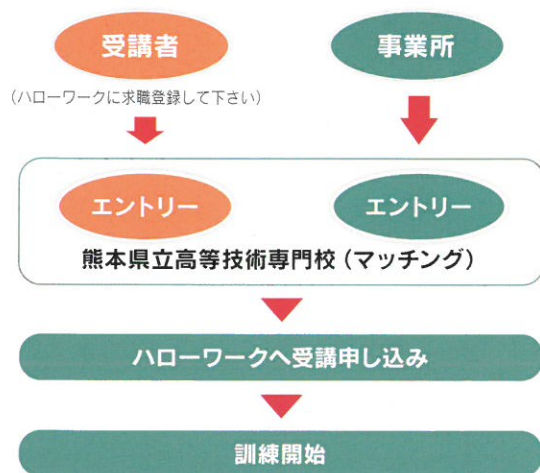 受講者
事業所
(ハローワークに求職登録して下さい)
エントリー
エントリー
熊本県立高等技術専門校(マッチング)
ハローワークへ受講申し込み
訓練開始